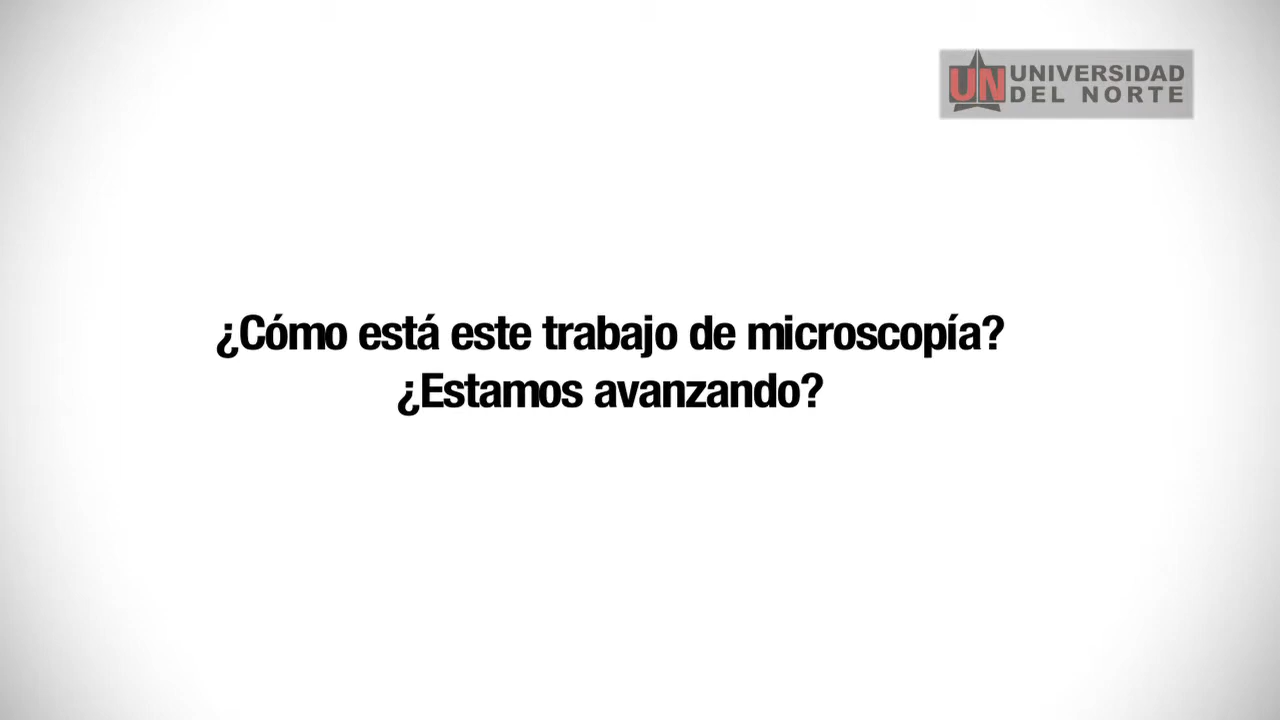 UN UNIVERSIDAD
DEL NORTE
¿Cómo está este trabajo de microscopía?
¿Estamos avanzando?